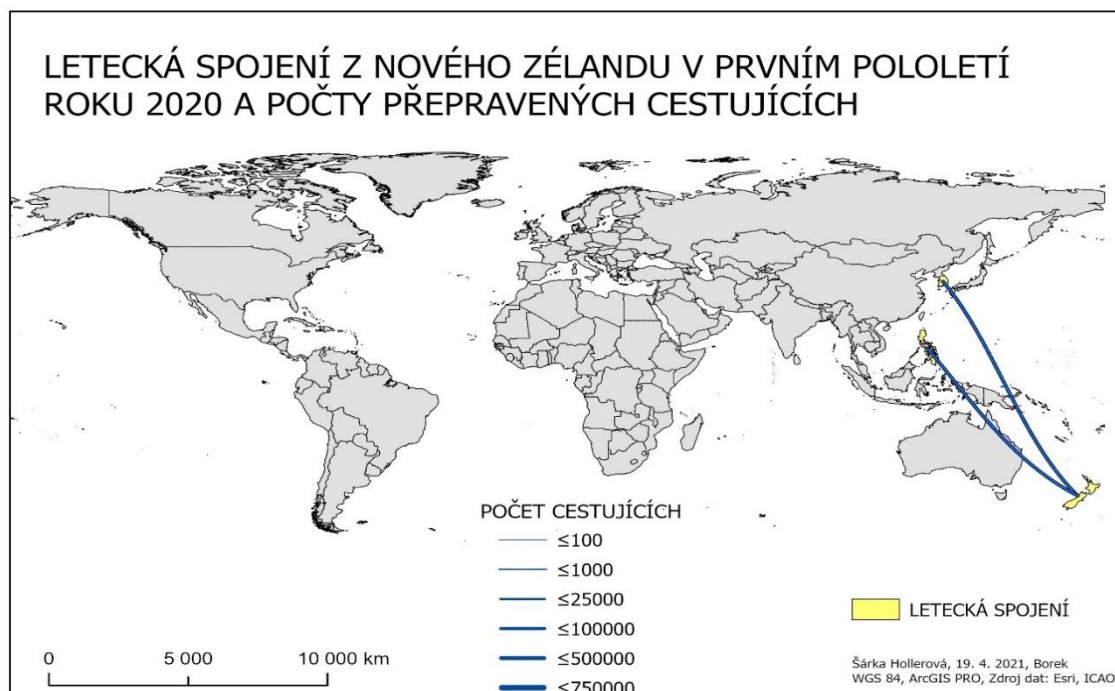 LETECKÁ SPOJENÍ Z NOVÉHO ZÉLANDU V PRVNÍM POLOLETÍ
ROKU 2020 A POČTY PŘEPRAVENÝCH CESTUJÍCÍCH
POČET CESTUJÍCÍCH
≤100
≤1000
≤25000
≤100000
≤500000
≤750000
LETECKÁ SPOJENÍ
0 5 000 10 000 km
Šárka Hollerová, 19. 4. 2021, Borek
WGS 84, ArcGIS PRO, Zdroj dat: Esri, ICAO